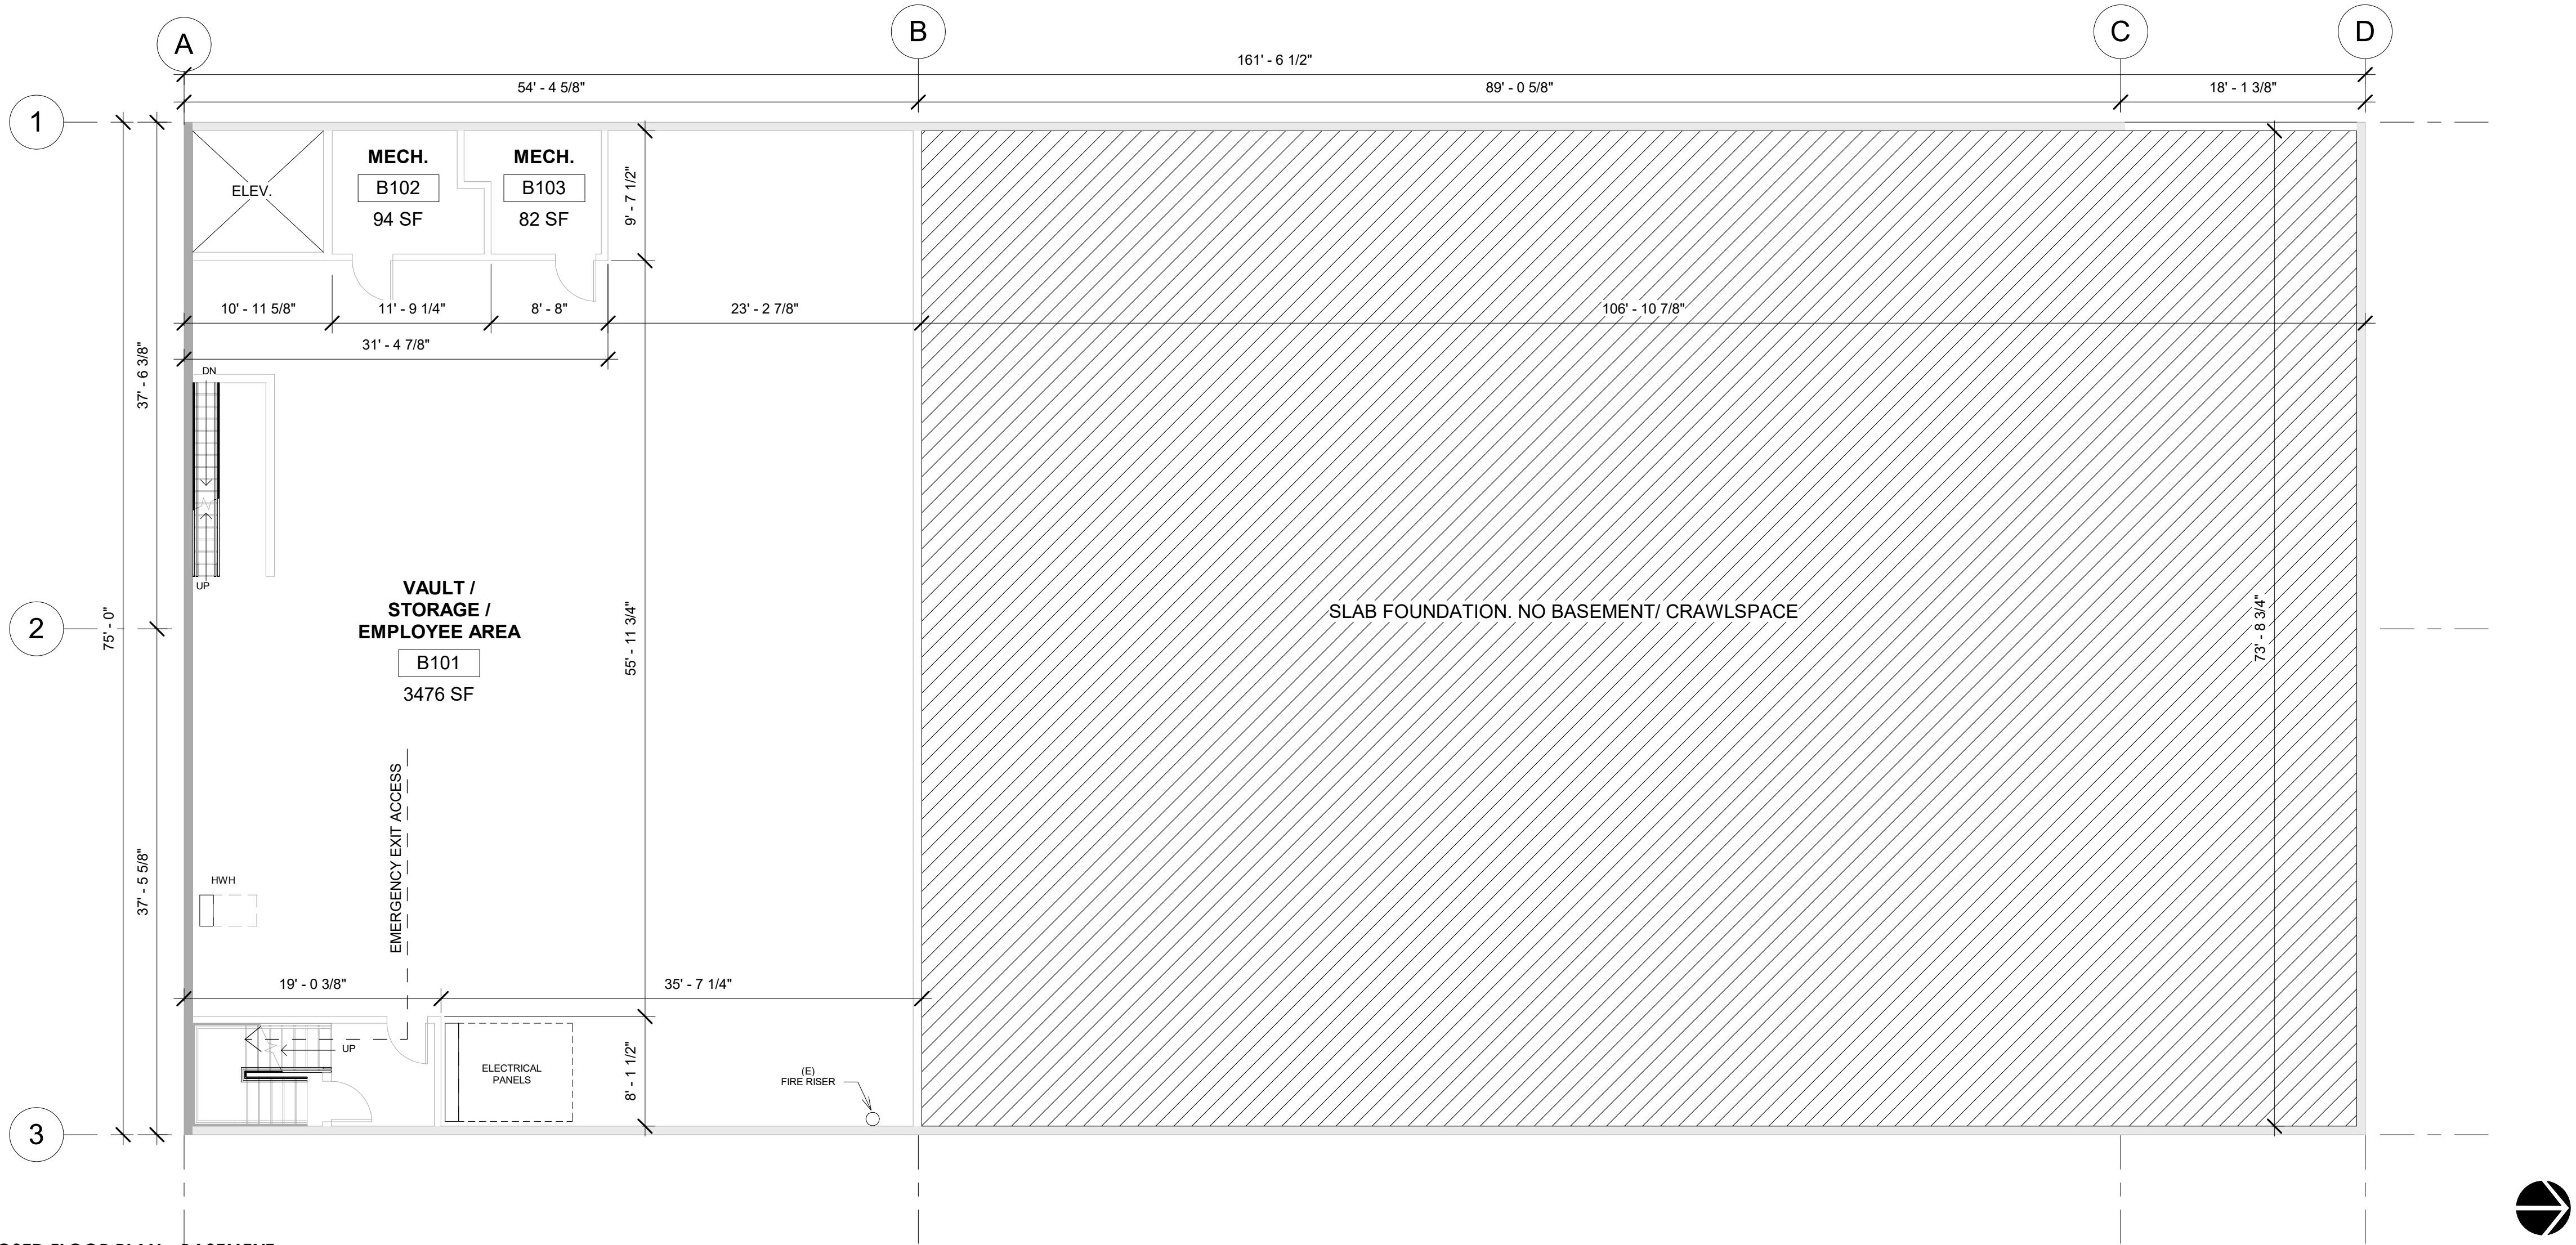 A
B
C
D
161' - 6 1/2"
54' - 4 5/8"
89' - 0 5/8"
18' - 1 3/8"
1
MECH.
B102
94 SF
MECH.
B103
82 SF
ELEV.
9' - 7 1/2"
10' - 11 5/8"
11' - 9 1/4"
8' - 8"
23' - 2 7/8"
106' - 10 7/8"
31' - 4 7/8"
37' - 6 3/8"
DN
UP
2
75' - 0"
VAULT /
STORAGE /
EMPLOYEE AREA
B101
3476 SF
55' - 11 3/4"
SLAB FOUNDATION. NO BASEMENT/ CRAWLSPACE
73' - 8 3/4"
EMERGENCY EXIT ACCESS
37' - 5 5/8"
HWH
19' - 0 3/8"
35' - 7 1/4"
UP
ELECTRICAL
PANELS
8' - 1 1/2"
(E)
FIRE RISER
3